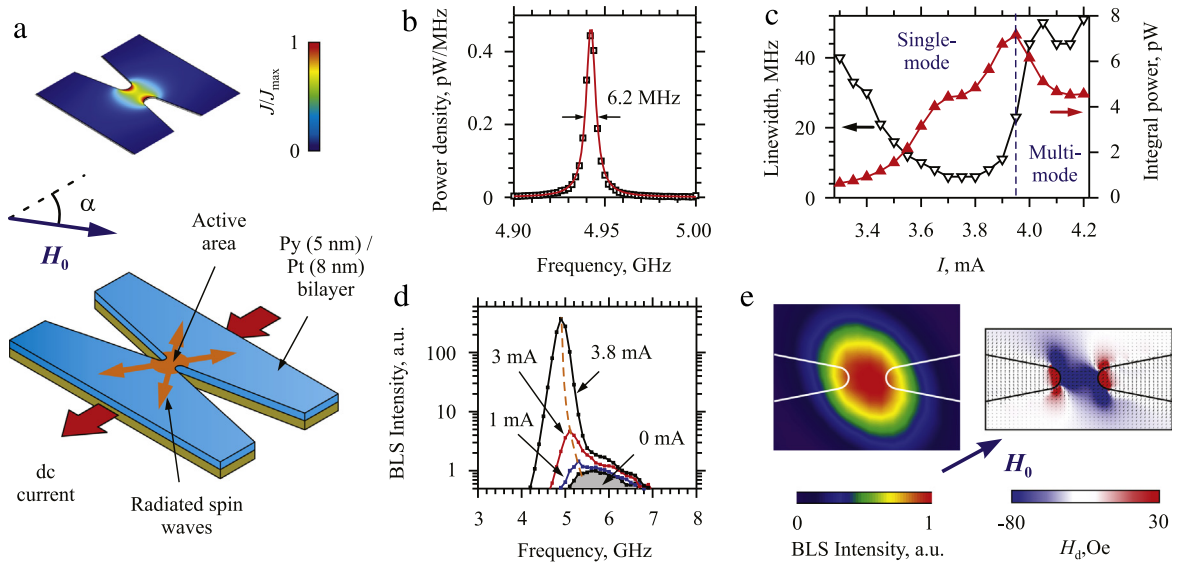 a
1
J/Jmax
0
α
H0
Active
area
Py (5 nm) /
Pt (8 nm)
bilayer
dc
current
Radiated spin
waves
b
Power density, pW/MHz
0.4
0.2
0
6.2 MHz
4.90
4.95
5.00
Frequency, GHz
c
Linewidth, MHz
40
20
0
Single-
mode
Multi-
mode
8
6
4
2
0
Integral power, pW
3.4
3.6
3.8
4.0
4.2
I, mA
d
BLS Intensity, a.u.
100
10
1
3 mA
3.8 mA
1 mA
0 mA
3
4
5
6
7
8
Frequency, GHz
e
H0
0
1
BLS Intensity, a.u.
-80
30
Hd,Oe